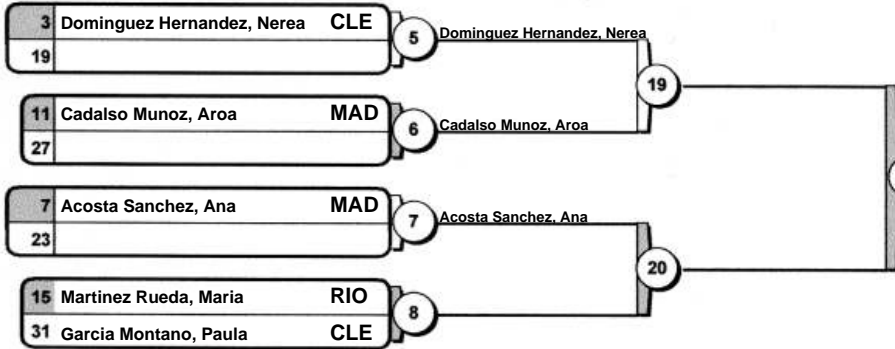 3 Dominguez Hernandez, Nerea CLE
19
5 Dominguez Hernandez, Nerea
19
11 Cadalso Munoz, Aroa MAD
27
6 Cadalso Munoz, Aroa
7 Acosta Sanchez, Ana MAD
23
7 Acosta Sanchez, Ana
20
15 Martinez Rueda, Maria RIO
31 Garcia Montano, Paula CLE
8